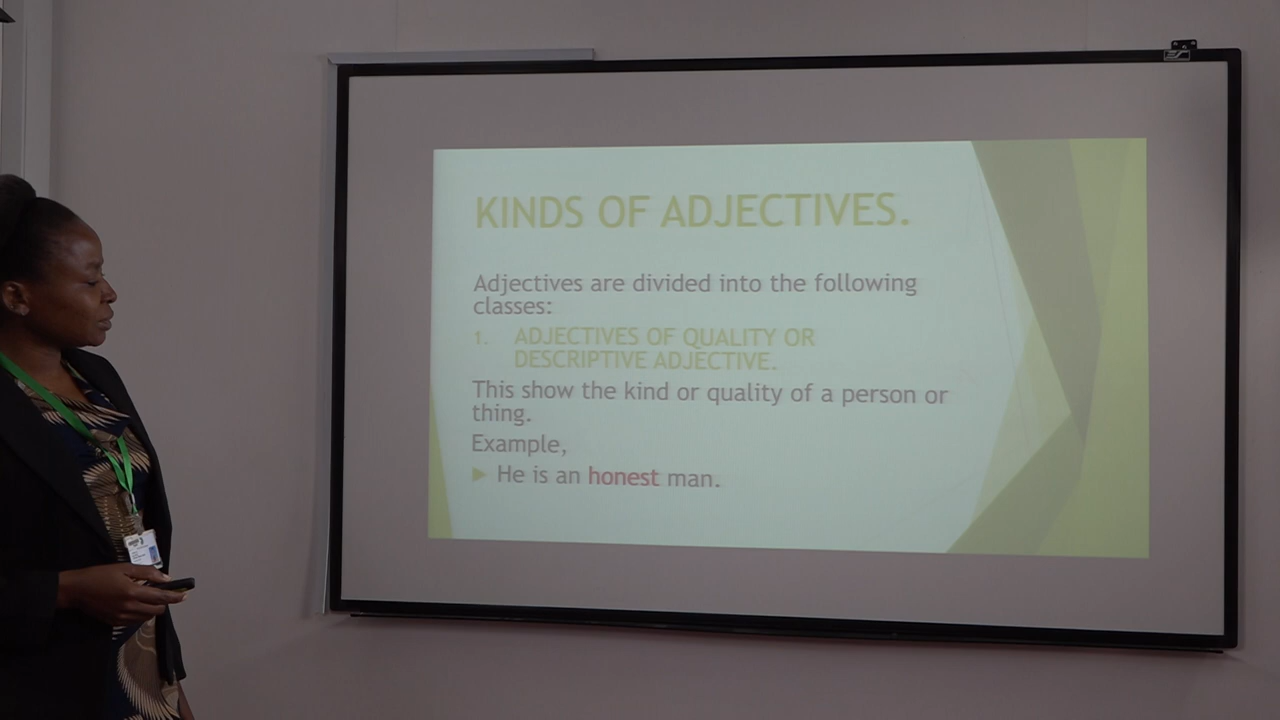 KINDS OF ADJECTIVES.
Adjectives are divided into the following
classes:
1. ADJECTIVES OF QUALITY OR
DESCRIPTIVE ADJECTIVE.
This show the kind or quality of a person or
thing.
Example,
► He is an honest man.